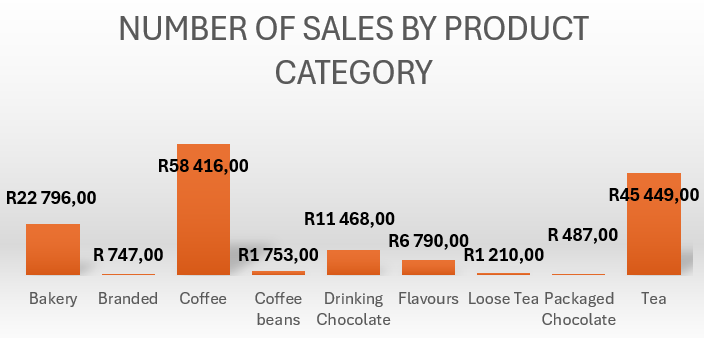 NUMBER OF SALES BY PRODUCT
CATEGORY
R22 796,00
R 747,00
R58 416,00
R1 753,00
R11 468,00
R6 790,00
R1 210,00
R 487,00
R45 449,00
Bakery
Branded
Coffee
Coffee
beans
Drinking
Chocolate
Flavours
Loose Tea
Packaged
Chocolate
Tea